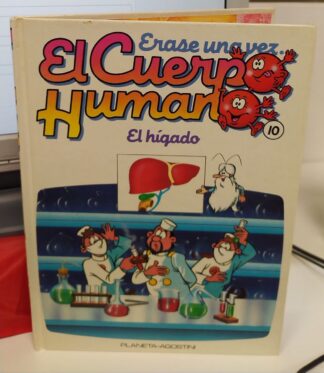 Erase una vez...
El Cuerpo
Humano
10
El hígado
PLANETA-AGOSTINI